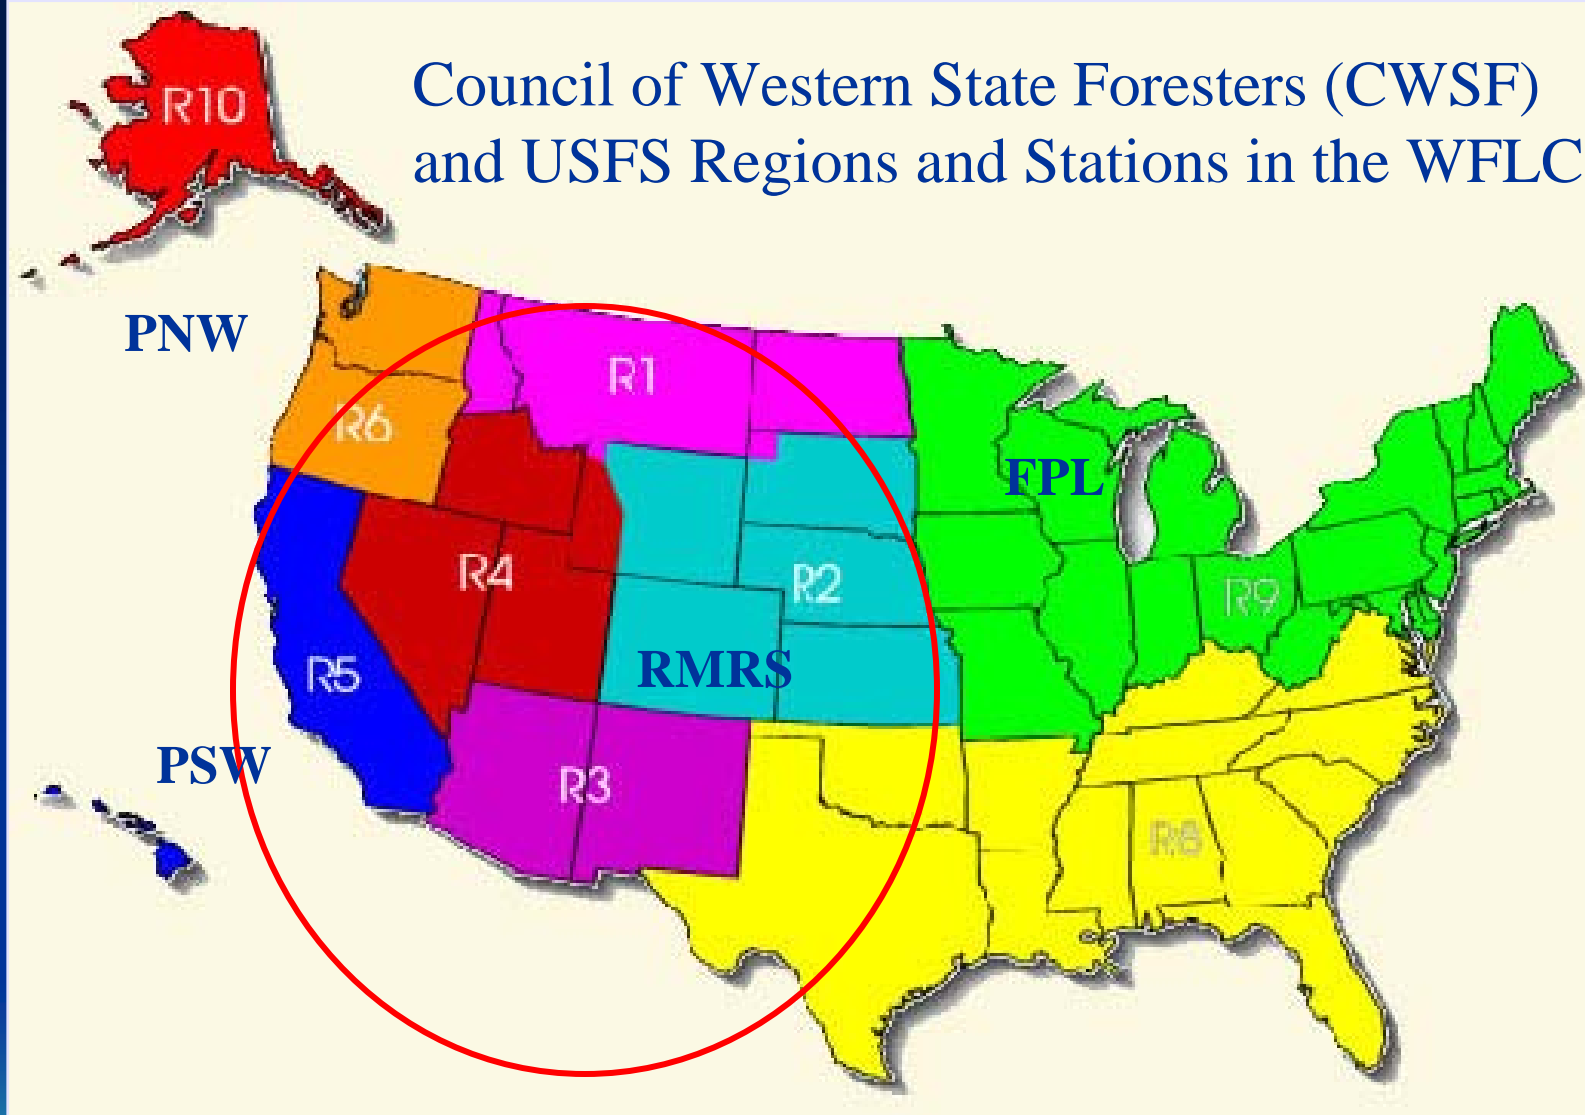 R10
Council of Western State Foresters (CWSF)
and USFS Regions and Stations in the WFLC
PNW
R1
R6
FPL
R4
R2
R9
RMRS
R5
PSW
R3
R8